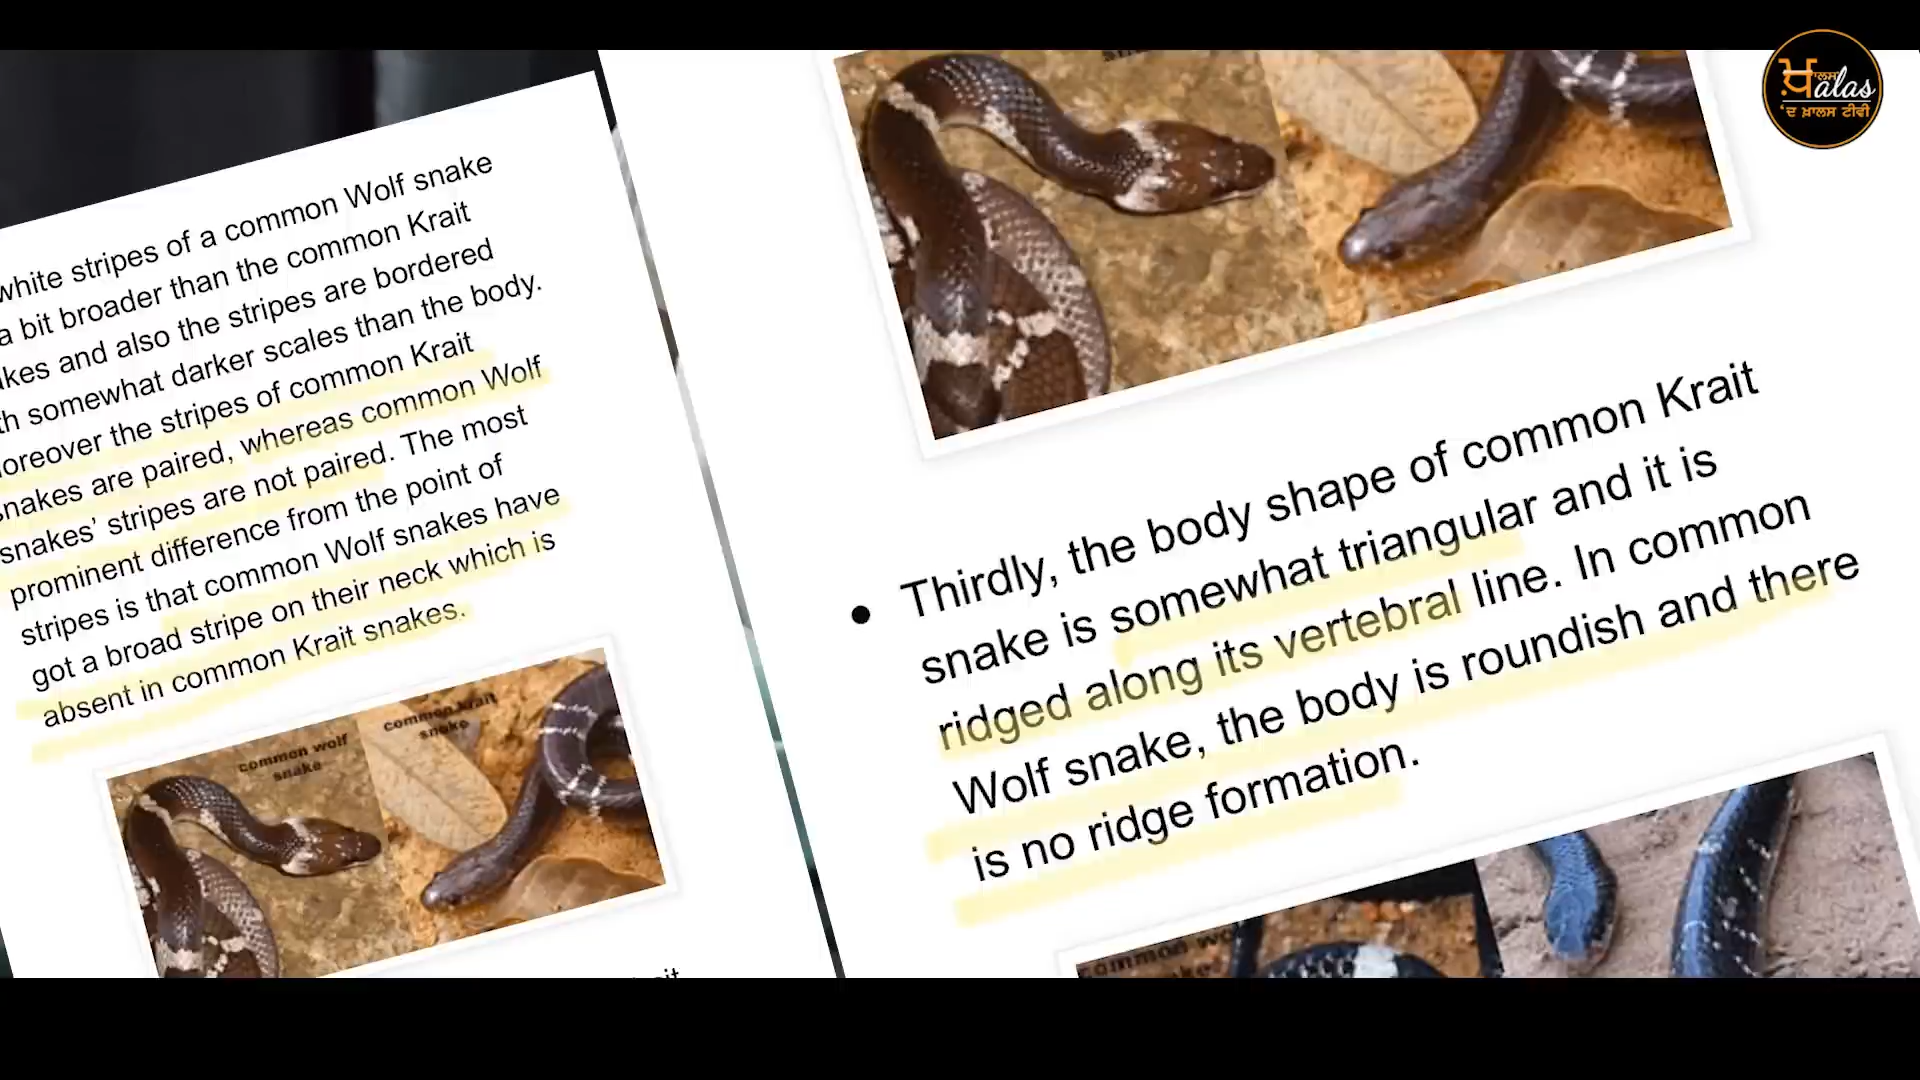 white stripes of a common Wolf snake
a bit broader than the common Krait
and also the stripes are bordered
somewhat darker scales than the body.
the stripes of common Krait
snakes are paired, whereas common Wolf
snakes’ stripes are not paired. The most
prominent difference from the point of
stripes is that common Wolf snakes have
got a broad stripe on their neck which is
absent in common Krait snakes.
common wolf
snake
common krait
snake
• Thirdly, the body shape of common Krait
snake is somewhat triangular and it is
ridged along its vertebral line. In common
Wolf snake, the body is roundish and there
is no ridge formation.
common
ਖ਼ਾਲਸ
alas
'ਦ ਖ਼ਾਲਸ ਟੀਵੀ